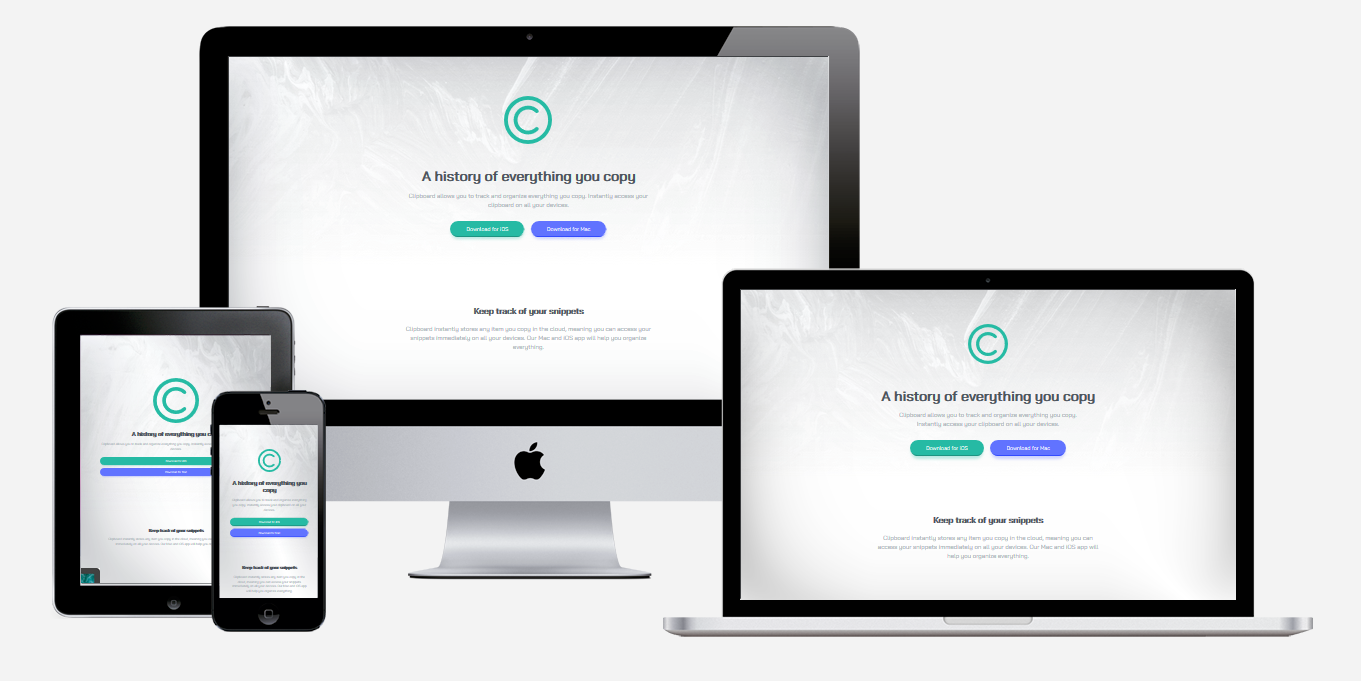 A history of everything you copy
Clipboard allows you to track and organize everything you copy. Instantly access your
clipboard on all your devices.
Download for iOS
Download for Mac
Keep track of your snippets
Clipboard instantly stores any item you copy in the cloud, meaning you can access your
snippets immediately on all your devices. Our Mac and iOS app will help you organize
everything.
A history of everything you
Keep track of your snippets
A history of everything you
copy
Download for iOS
Download for Mac
Keep track of your snippets
A history of everything you copy
Clipboard allows you to track and organize everything you copy.
Instantly access your clipboard on all your devices.
Download for iOS
Download for Mac
Keep track of your snippets
Clipboard instantly stores any item you copy in the cloud, meaning you can
access your snippets immediately on all your devices. Our Mac and iOS app will
help you organize everything.